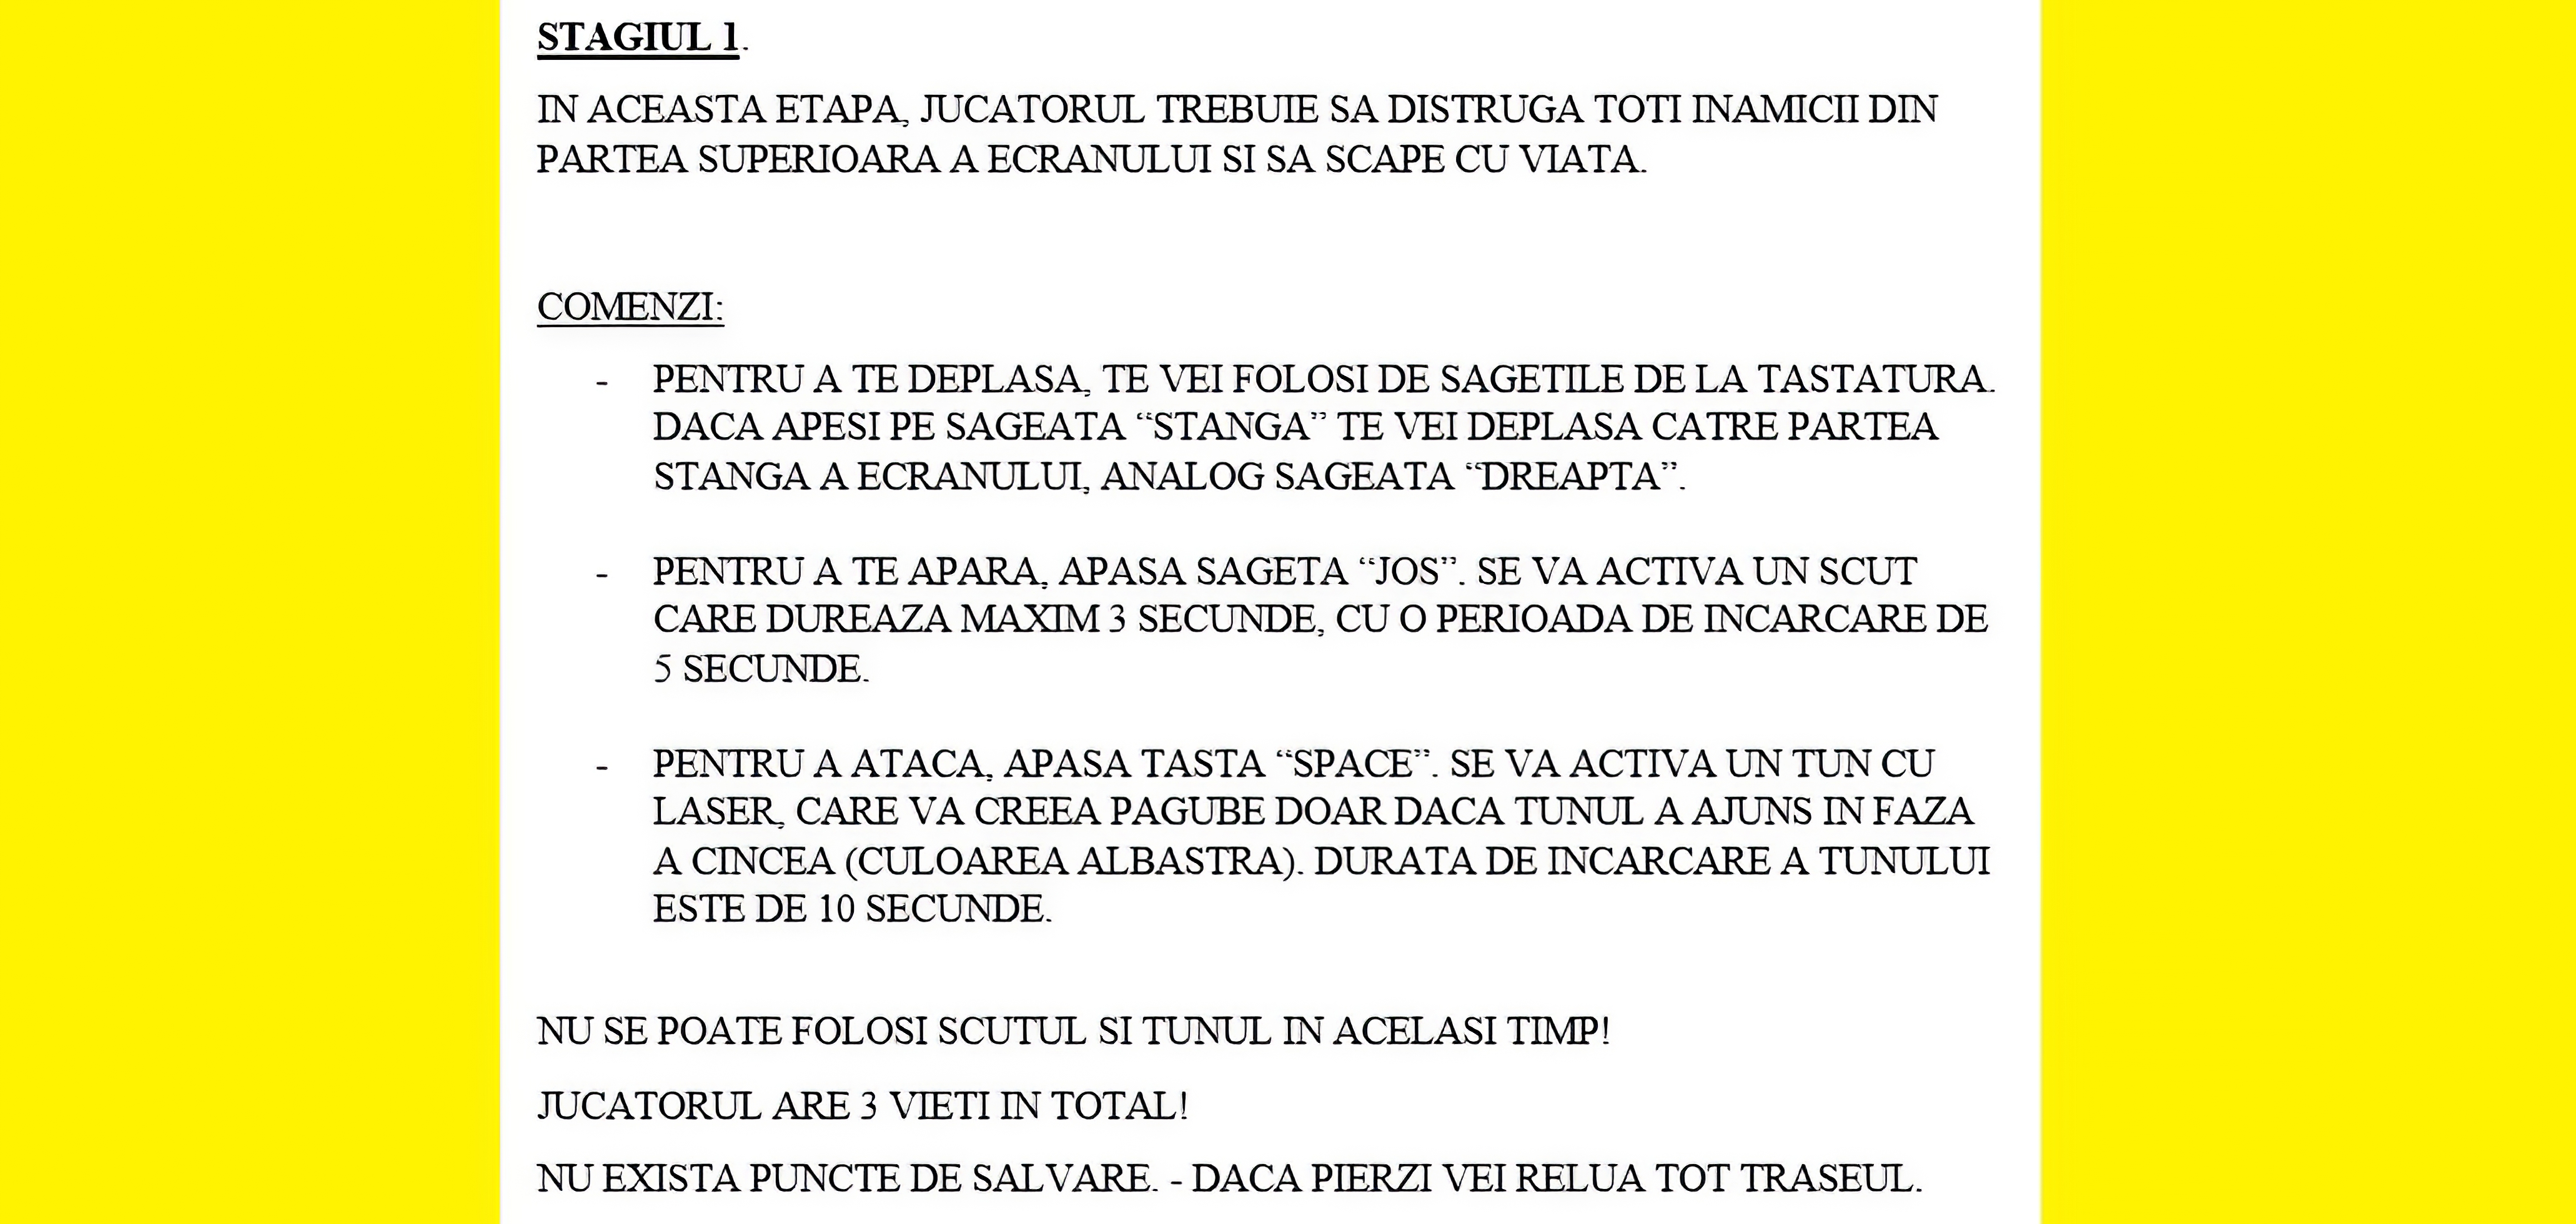 STAGIUL 1.
IN ACEASTA ETAPA, JUCATORUL TREBUIE SA DISTRUGA TOTI INAMICII DIN
PARTEA SUPERIOARA A ECRANULUI SI SA SCAPE CU VIATA.
COMENZI:
- PENTRU A TE DEPLASA, TE VEI FOLOSI DE SAGETILE DE LA TASTATURA.
DACA APESI PE SAGEATA “STANGA” TE VEI DEPLASA CATRE PARTEA
STANGA A ECRANULUI, ANALOG SAGEATA “DREAPTA”.
- PENTRU A TE APARA, APASA SAGETA “JOS”. SE VA ACTIVA UN SCUT
CARE DUREAZA MAXIM 3 SECUNDE, CU O PERIOADA DE INCARCARE DE
5 SECUNDE.
- PENTRU A ATACA, APASA TASTA “SPACE”. SE VA ACTIVA UN TUN CU
LASER, CARE VA CREEA PAGUBE DOAR DACA TUNUL A AJUNS IN FAZA
A CINCEA (CULOAREA ALBASTRA). DURATA DE INCARCARE A TUNULUI
ESTE DE 10 SECUNDE.
NU SE POATE FOLOSI SCUTUL SI TUNUL IN ACELASI TIMP!
JUCATORUL ARE 3 VIETI IN TOTAL!
NU EXISTA PUNCTE DE SALVARE. - DACA PIERZI VEI RELUA TOT TRASEUL.